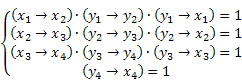 (x₁ → x₂) · (y₁ → y₂) · (y₁ → x₁) = 1
(x₂ → x₃) · (y₂ → y₃) · (y₂ → x₂) = 1
(x₃ → x₄) · (y₃ → y₄) · (y₃ → x₃) = 1
(y₄ → x₄) = 1